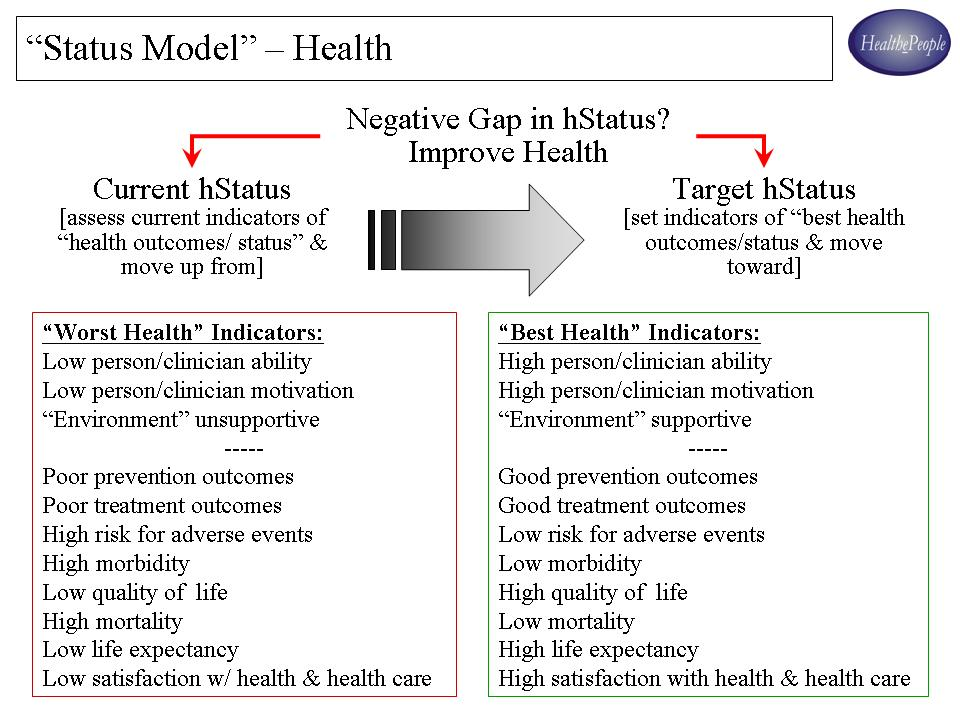 “Status Model” – Health
HealthePeople
Negative Gap in hStatus?
Improve Health
Current hStatus
[assess current indicators of
“health outcomes/ status” &
move up from]
Target hStatus
[set indicators of “best health
outcomes/status & move
toward]
“Worst Health” Indicators:
Low person/clinician ability
Low person/clinician motivation
“Environment” unsupportive
-----
Poor prevention outcomes
Poor treatment outcomes
High risk for adverse events
High morbidity
Low quality of life
High mortality
Low life expectancy
Low satisfaction w/ health & health care
“Best Health” Indicators:
High person/clinician ability
High person/clinician motivation
“Environment” supportive
-----
Good prevention outcomes
Good treatment outcomes
Low risk for adverse events
Low morbidity
High quality of life
Low mortality
High life expectancy
High satisfaction with health & health care